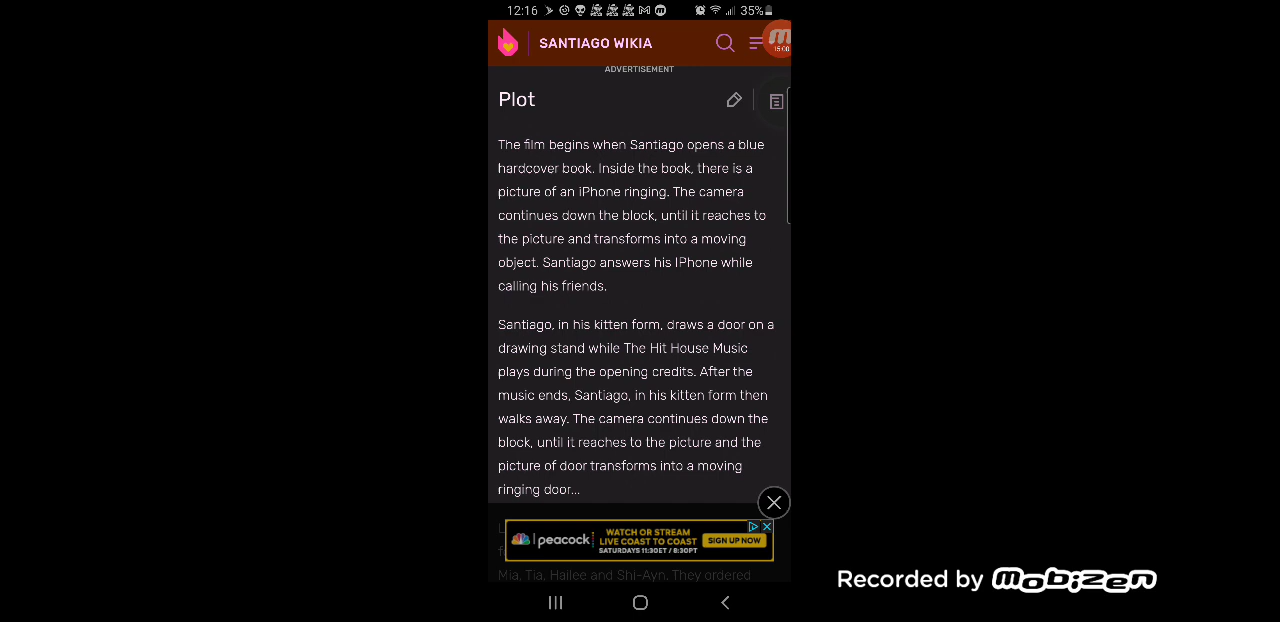 12:16
35%
SANTIAGO WIKIA
15:00
ADVERTISEMENT
Plot
The film begins when Santiago opens a blue
hardcover book. Inside the book, there is a
picture of an iPhone ringing. The camera
continues down the block, until it reaches to
the picture and transforms into a moving
object. Santiago answers his IPhone while
calling his friends.
Santiago, in his kitten form, draws a door on a
drawing stand while The Hit House Music
plays during the opening credits. After the
music ends, Santiago, in his kitten form then
walks away. The camera continues down the
block, until it reaches to the picture and the
picture of door transforms into a moving
ringing door...
peacock
WATCH OR STREAM
LIVE COAST TO COAST
SATURDAYS 11:30ET / 8:30PT
SIGN UP NOW
Mia, Tia, Hailee and Shi-Ayn. They ordered
Recorded by mobizen